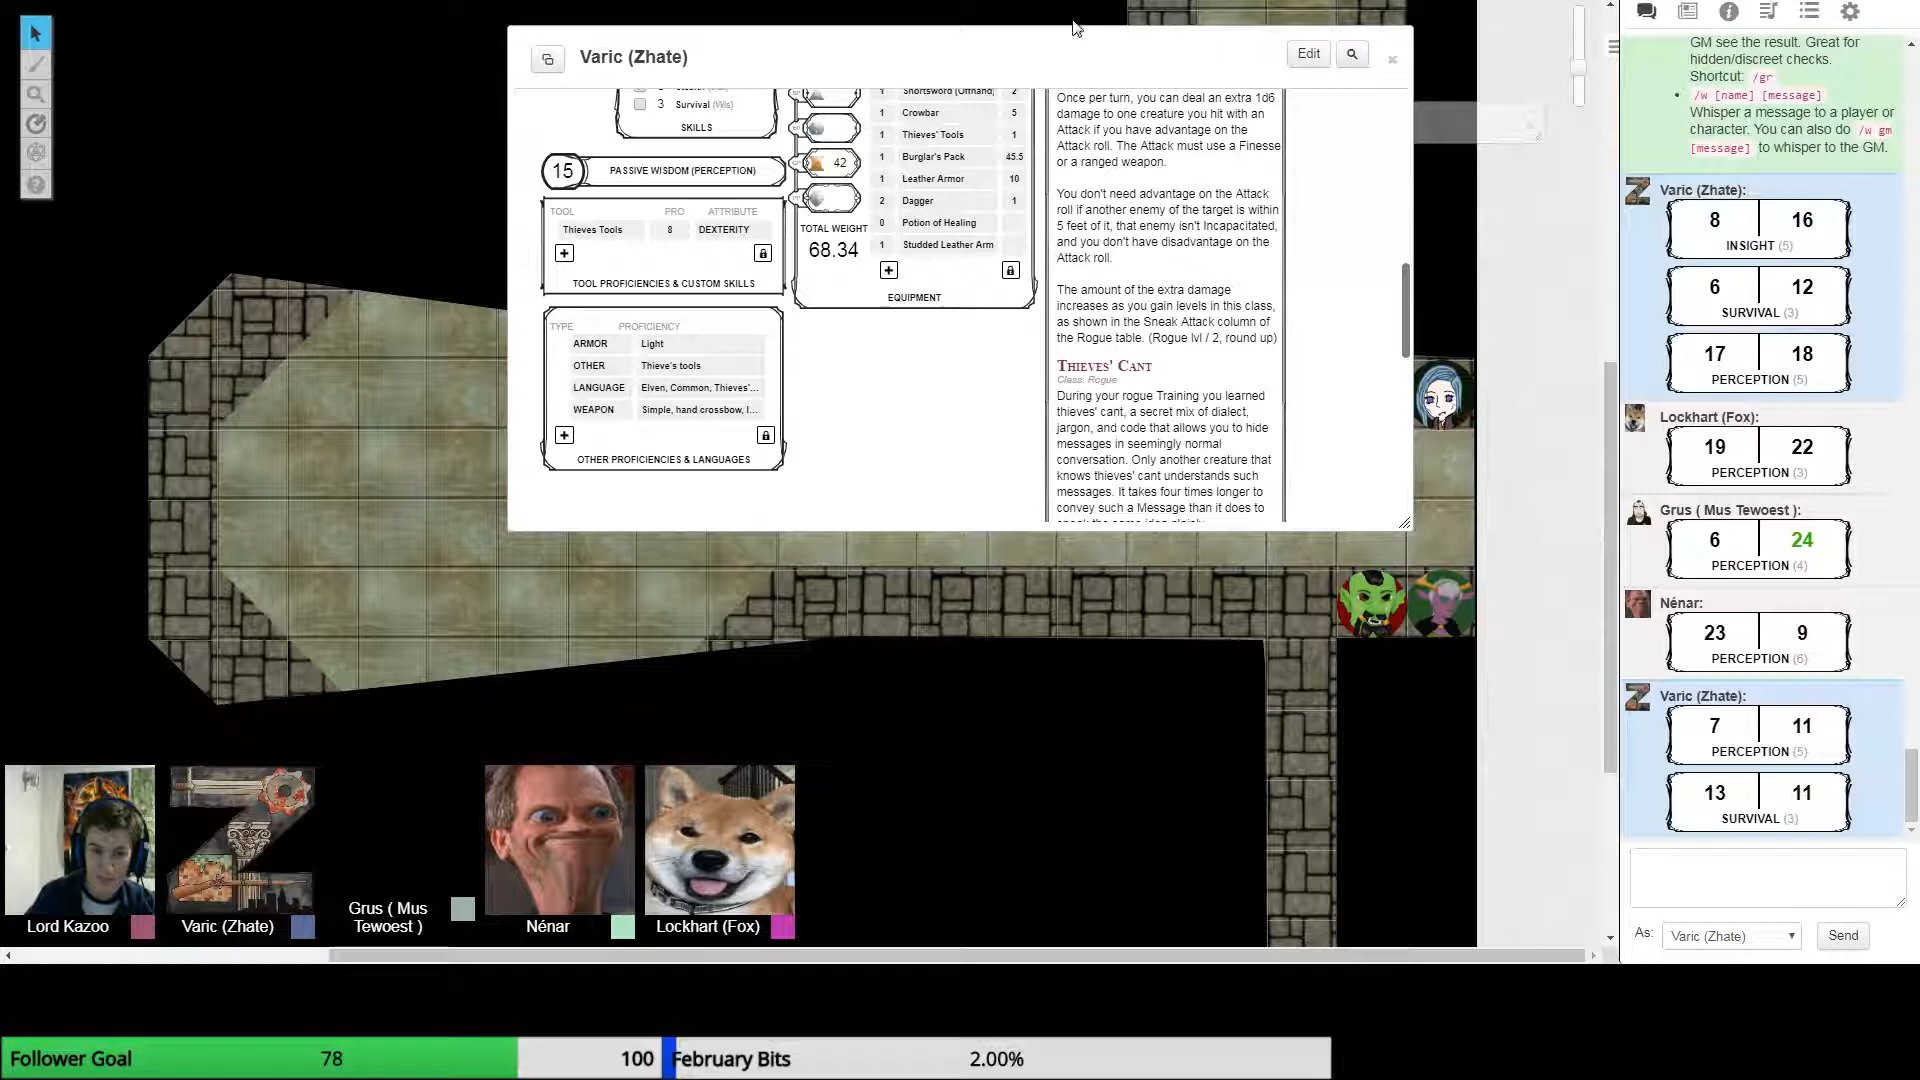 Varic (Zhate)
Edit
3 Survival (Wis)
SKILLS
15 PASSIVE WISDOM (PERCEPTION)
TOOL PRO ATTRIBUTE
Thieves Tools 8 DEXTERITY
TOOL PROFICIENCIES & CUSTOM SKILLS
TYPE PROFICIENCY
ARMOR Light
OTHER Thieve's tools
LANGUAGE Elven, Common, Thieves'...
WEAPON Simple, hand crossbow, l...
OTHER PROFICIENCIES & LANGUAGES
42
TOTAL WEIGHT
68.34
1 Shortsword (Offhand) 2
1 Crowbar 5
1 Thieves' Tools 1
1 Burglar's Pack 45.5
1 Leather Armor 10
2 Dagger 1
0 Potion of Healing
1 Studded Leather Arm
EQUIPMENT
Once per turn, you can deal an extra 1d6
damage to one creature you hit with an
Attack if you have advantage on the
Attack roll. The Attack must use a Finesse
or a ranged weapon.
You don't need advantage on the Attack
roll if another enemy of the target is within
5 feet of it, that enemy isn't Incapacitated,
and you don't have disadvantage on the
Attack roll.
The amount of the extra damage
increases as you gain levels in this class,
as shown in the Sneak Attack column of
the Rogue table. (Rogue lvl / 2, round up)
THIEVES' CANT
Class: Rogue
During your rogue Training you learned
thieves' cant, a secret mix of dialect,
jargon, and code that allows you to hide
messages in seemingly normal
conversation. Only another creature that
knows thieves' cant understands such
messages. It takes four times longer to
convey such a Message than it does to
GM see the result. Great for
hidden/discreet checks.
Shortcut: /gr
• /w [name] [message]
Whisper a message to a player or
character. You can also do /w gm
[message] to whisper to the GM.
Varic (Zhate):
8 16
INSIGHT (5)
6 12
SURVIVAL (3)
17 18
PERCEPTION (5)
Lockhart (Fox):
19 22
PERCEPTION (3)
Grus ( Mus Tewoest ):
6 24
PERCEPTION (4)
Nénar:
23 9
PERCEPTION (6)
Varic (Zhate):
7 11
PERCEPTION (5)
13 11
SURVIVAL (3)
As: Varic (Zhate) Send
Lord Kazoo
Varic (Zhate)
Grus ( Mus
Tewoest )
Nénar
Lockhart (Fox)
Follower Goal 78 100
February Bits 2.00%